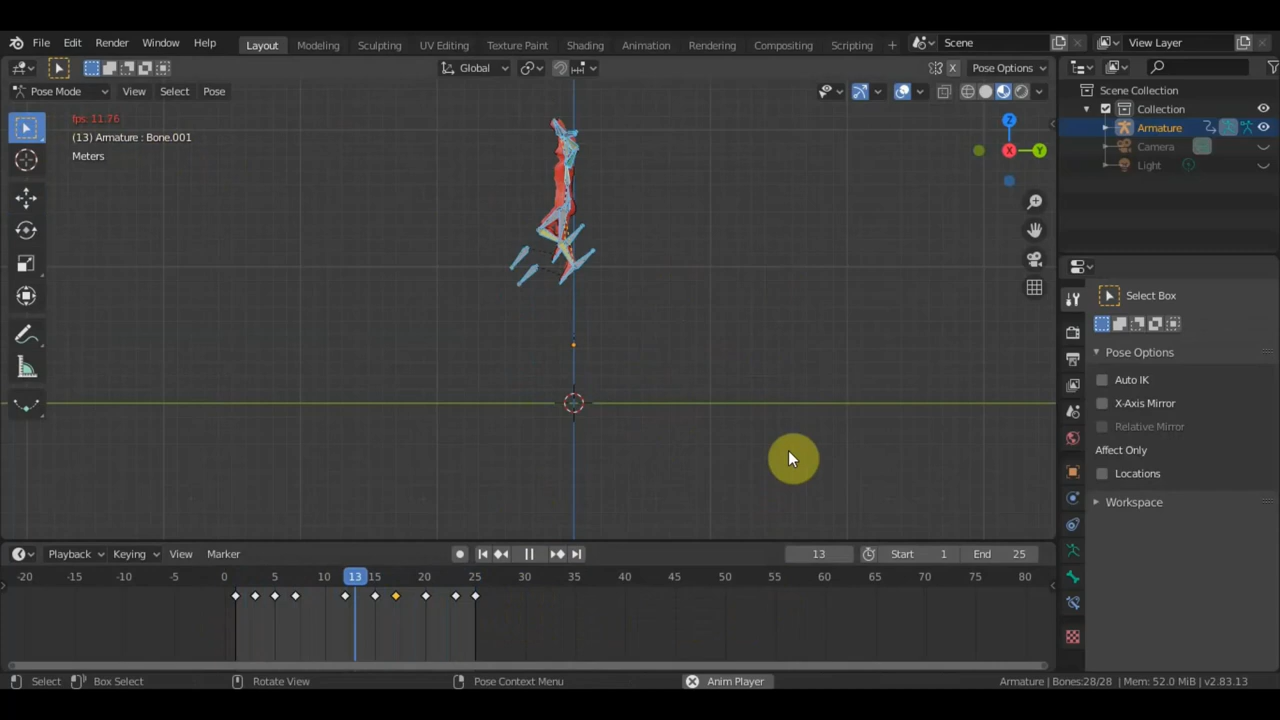 File Edit Render Window Help Layout Modeling Sculpting UV Editing Texture Paint Shading Animation Rendering Compositing Scripting + Scene View Layer
Global X Pose Options
Pose Mode View Select Pose
fps: 11.76
(13) Armature : Bone.001
Meters
Z
X
Y
Scene Collection
Collection
Armature
Camera
Light
Select Box
Pose Options
Auto IK
X-Axis Mirror
Relative Mirror
Affect Only
Locations
Workspace
Playback Keying View Marker 13 Start 1 End 25
-20 -15 -10 -5 0 5 10 13 15 20 25 30 35 40 45 50 55 60 65 70 75 80
Select Box Select Rotate View Pose Context Menu Anim Player Armature | Bones:28/28 | Mem: 52.0 MiB | v2.83.13